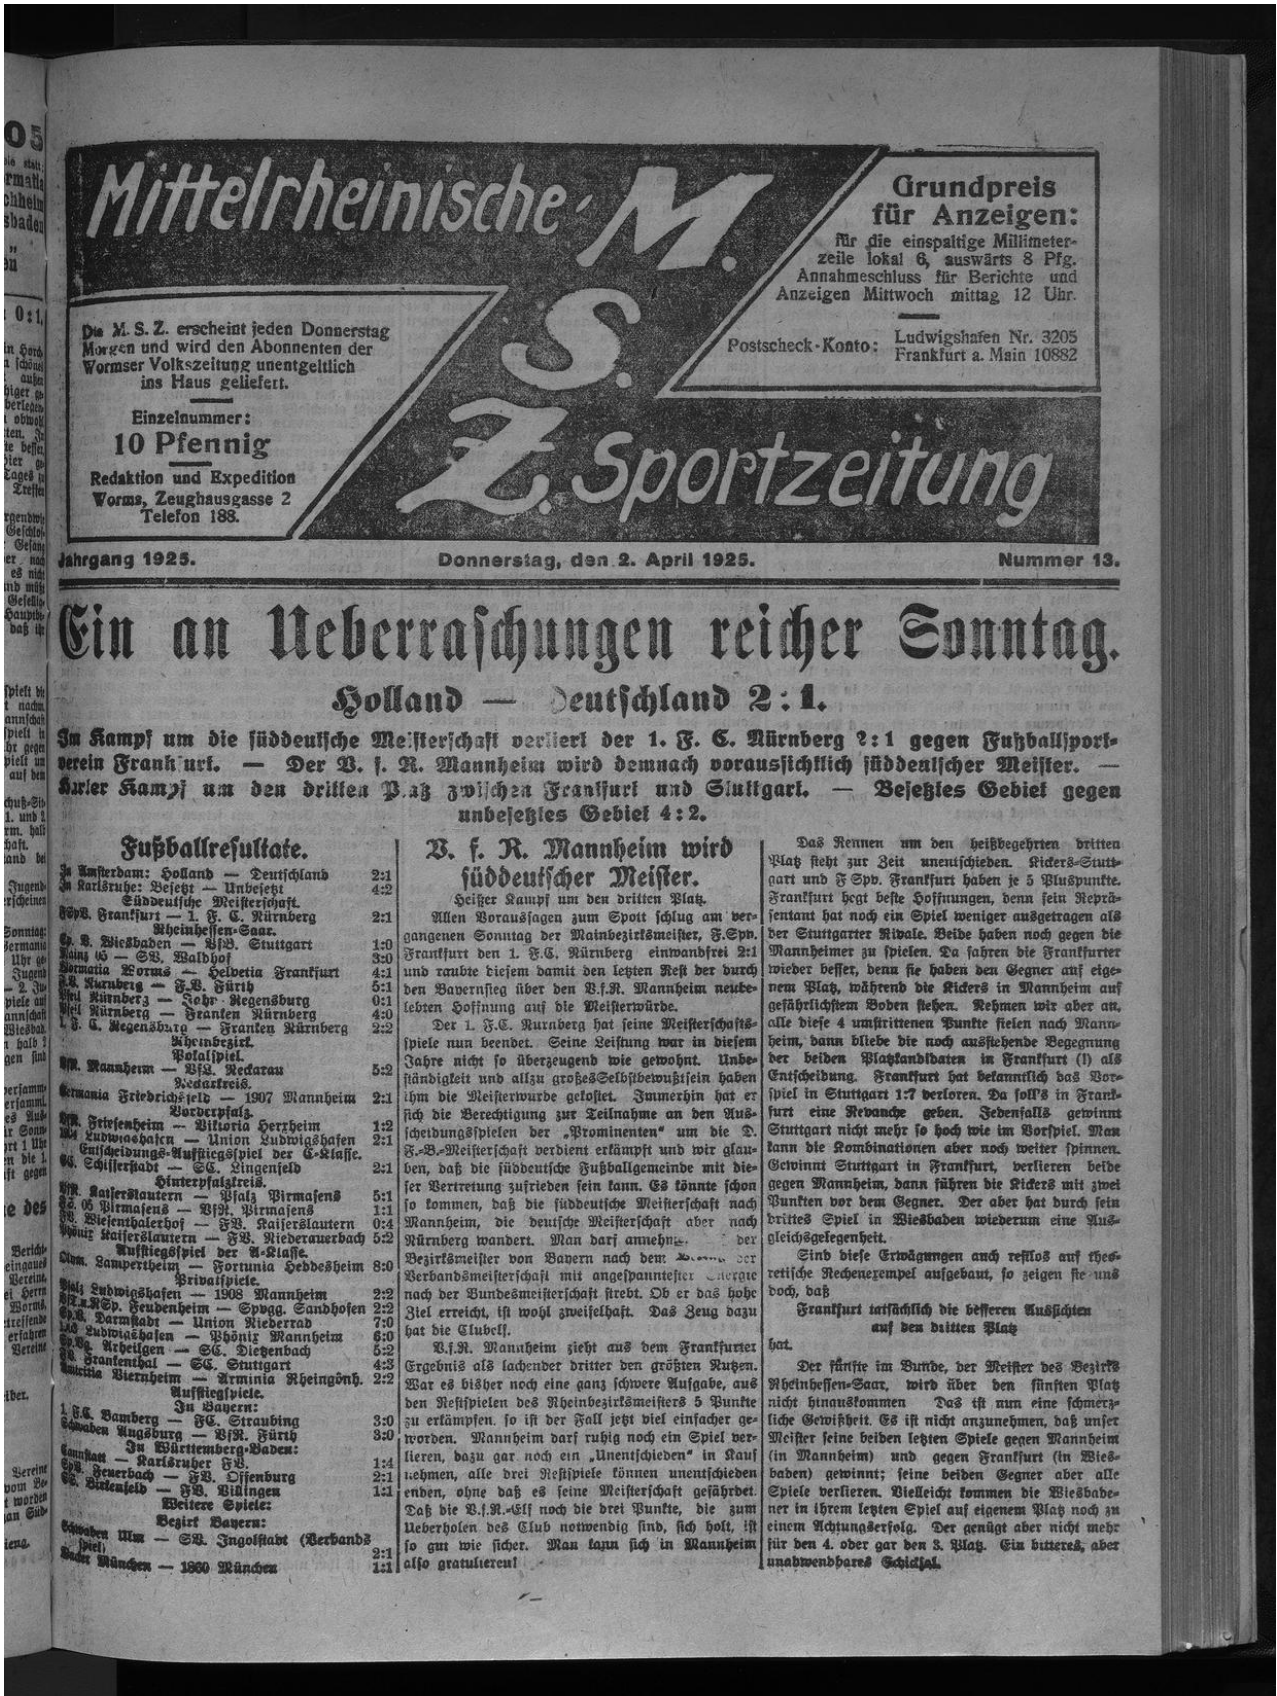 Mittelrheinische-
M.
S.
Z. Sportzeitung
Grundpreis
für Anzeigen:
für die einspaltige Millimeter-
zeile lokal 6, auswärts 8 Pfg.
Annahmeschluss für Berichte und
Anzeigen Mittwoch mittag 12 Uhr.
Postscheck-Konto: Ludwigshafen Nr. 3205
Frankfurt a. Main 10882
Die M. S. Z. erscheint jeden Donnerstag
Morgen und wird den Abonnenten der
Wormser Volkszeitung unentgeltlich
ins Haus geliefert.
Einzelnummer:
10 Pfennig
Redaktion und Expedition
Worms, Zeughausgasse 2
Telefon 188.
Jahrgang 1925. Donnerstag, den 2. April 1925. Nummer 13.
Ein an Ueberraschungen reicher Sonntag.
Holland — Deutschland 2:1.
Im Kampf um die süddeutsche Meisterschaft verliert der 1. F. C. Nürnberg 2:1 gegen Fußballsport-
verein Frankfurt. — Der V. f. R. Mannheim wird demnach voraussichtlich süddeutscher Meister. —
Harter Kampf um den dritten Platz zwischen Frankfurt und Stuttgart. — Besetztes Gebiet gegen
unbesetztes Gebiet 4:2.
Fußballresultate.
In Amsterdam: Holland — Deutschland 2:1
In Karlsruhe: Besetzt — Unbesetzt 4:2
Süddeutsche Meisterschaft.
FSpV. Frankfurt — 1. F. C. Nürnberg 2:1
Rheinhessen-Saar.
Sp. V. Wiesbaden — VfB. Stuttgart 1:0
Mainz 05 — SV. Waldhof 3:0
Wormatia Worms — Helvetia Frankfurt 4:1
F.V. Nürnberg — F.V. Fürth 5:1
Pfeil Nürnberg — Jahn Regensburg 0:1
Pfeil Nürnberg — Franken Nürnberg 4:0
1. F. C. Regensburg — Franken Nürnberg 2:2
Rheinbezirk.
Pokalspiel.
VfR. Mannheim — VfL. Neckarau 5:2
Neckarkreis.
Germania Friedrichsfeld — 1907 Mannheim 2:1
Vorderpfalz.
VfR. Friesenheim — Viktoria Herxheim 1:2
Ludwigshafen — Union Ludwigshafen 2:1
Entscheidungs-Aufstiegspiel der C-Klasse.
Schifferstadt — SC. Lingenfeld 2:1
Hinterpfalzkreis.
VfR. Kaiserslautern — Pfalz Pirmasens 5:1
SC. 05 Pirmasens — VfR. Pirmasens 1:1
FV. Wiesenthalerhof — FV. Kaiserslautern 0:4
Phönix Kaiserslautern — FV. Niederauerbach 5:2
Aufstiegsspiel der A-Klasse.
Olym. Lampertheim — Fortunia Heddesheim 8:0
Privatspiele.
Pfalz Ludwigshafen — 1908 Mannheim 2:2
Feudenheim — Spvgg. Sandhofen 2:2
Darmstadt — Union Niederrad 7:0
Ludwigshafen — Phönix Mannheim 6:0
Arheilgen — SC. Dietzenbach 5:2
Frankenthal — SC. Stuttgart 4:3
Amicitia Viernheim — Arminia Rheingönh. 2:2
Aufstiegspiele.
In Bayern:
1 F.C. Bamberg — FC. Straubing 3:0
Schwaben Augsburg — VfR. Fürth 3:0
In Württemberg-Baden:
Cannstatt — Karlsruher FV. 1:4
Feuerbach — FV. Offenburg 2:1
Birkenfeld — FV. Villingen 1:1
Weitere Spiele:
Bezirk Bayern:
Schwaben Ulm — SV. Ingolstadt (Verbands
spiel) 2:1
Wacker München — 1860 München 1:1
V. f. R. Mannheim wird
süddeutscher Meister.
Heißer Kampf um den dritten Platz.
Allen Voraussagen zum Spott schlug am ver-
gangenen Sonntag der Mainbezirksmeister, F.Spv.
Frankfurt den 1. F.C. Nürnberg einwandfrei 2:1
und raubte diesem damit den letzten Rest der durch
den Bayernsieg über den V.f.R. Mannheim neube-
lebten Hoffnung auf die Meisterwürde.
Der 1. F.C. Nurnberg hat seine Meisterschafts-
spiele nun beendet. Seine Leistung war in diesem
Jahre nicht so überzeugend wie gewohnt. Unbe-
ständigkeit und allzu großes Selbstbewußtsein haben
ihm die Meisterwurde gekostet. Immerhin hat er
sich die Berechtigung zur Teilnahme an den Aus-
scheidungsspielen der „Prominenten“ um die D.
F.-B.-Meisterschaft verdient erkämpft und wir glau-
ben, daß die süddeutsche Fußballgemeinde mit die-
ser Vertretung zufrieden sein kann. Es könnte schon
so kommen, daß die süddeutsche Meisterschaft nach
Mannheim, die deutsche Meisterschaft aber nach
Nürnberg wandert. Man darf der
Bezirksmeister von Bayern nach dem der
Verbandsmeisterschaft mit angespanntester Energie
nach der Bundesmeisterschaft strebt. Ob er das hohe
Ziel erreicht, ist wohl zweifelhaft. Das Zeug dazu
hat die Clubelf.
V.f.R. Mannheim zieht aus dem Frankfurter
Ergebnis als lachender dritter den größten Nutzen.
War es bisher noch eine ganz schwere Aufgabe, aus
den Restspielen des Rheinbezirksmeisters 5 Punkte
zu erkämpfen, so ist der Fall jetzt viel einfacher ge-
worden. Mannheim darf ruhig noch ein Spiel ver-
lieren, dazu gar noch ein „Unentschieden“ in Kauf
nehmen, alle drei Restspiele können unentschieden
enden, ohne daß es seine Meisterschaft gefährdet.
Daß die V.f.R.-Elf noch die drei Punkte, die zum
Ueberholen des Club notwendig sind, sich holt, ist
so gut wie sicher. Man kann sich in Mannheim
also gratulieren!
Das Rennen um den heißbegehrten dritten
Platz steht zur Zeit unentschieden. Kickers-Stutt-
gart und F Spv. Frankfurt haben je 5 Pluspunkte.
Frankfurt hegt beste Hoffnungen, denn sein Reprä-
sentant hat noch ein Spiel weniger ausgetragen als
der Stuttgarter Rivale. Beide haben noch gegen die
Mannheimer zu spielen. Da fahren die Frankfurter
wieder besser, denn sie haben den Gegner auf eige-
nem Platz, während die Kickers in Mannheim auf
gefährlichstem Boden stehen. Nehmen wir aber an,
alle diese 4 umstrittenen Punkte fielen nach Mann-
heim, dann bliebe die noch ausstehende Begegnung
der beiden Platzkandidaten in Frankfurt (!) als
Entscheidung. Frankfurt hat bekanntlich das Vor-
spiel in Stuttgart 1:7 verloren. Da soll's in Frank-
furt eine Revanche geben. Jedenfalls gewinnt
Stuttgart nicht mehr so hoch wie im Vorspiel. Man
kann die Kombinationen aber noch weiter spinnen.
Gewinnt Stuttgart in Frankfurt, verlieren beide
gegen Mannheim, dann führen die Kickers mit zwei
Punkten vor dem Gegner. Der aber hat durch sein
drittes Spiel in Wiesbaden wiederum eine Aus-
gleichsgelegenheit.
Sind diese Erwägungen auch restlos auf theo-
retische Rechenexempel aufgebaut, so zeigen sie uns
doch, daß
Frankfurt tatsächlich die besseren Aussichten
auf den dritten Platz
hat.
Der fünfte im Bunde, der Meister des Bezirks
Rheinhessen-Saar, wird über den fünften Platz
nicht hinauskommen Das ist nun eine schmerz-
liche Gewißheit. Es ist nicht anzunehmen, daß unser
Meister seine beiden letzten Spiele gegen Mannheim
(in Mannheim) und gegen Frankfurt (in Wies-
baden) gewinnt; seine beiden Gegner aber alle
Spiele verlieren. Vielleicht kommen die Wiesbade-
ner in ihrem letzten Spiel auf eigenem Platz noch zu
einem Achtungserfolg. Der genügt aber nicht mehr
für den 4. oder gar den 3. Platz. Ein bitteres, aber
unabwendbares Schicksal.